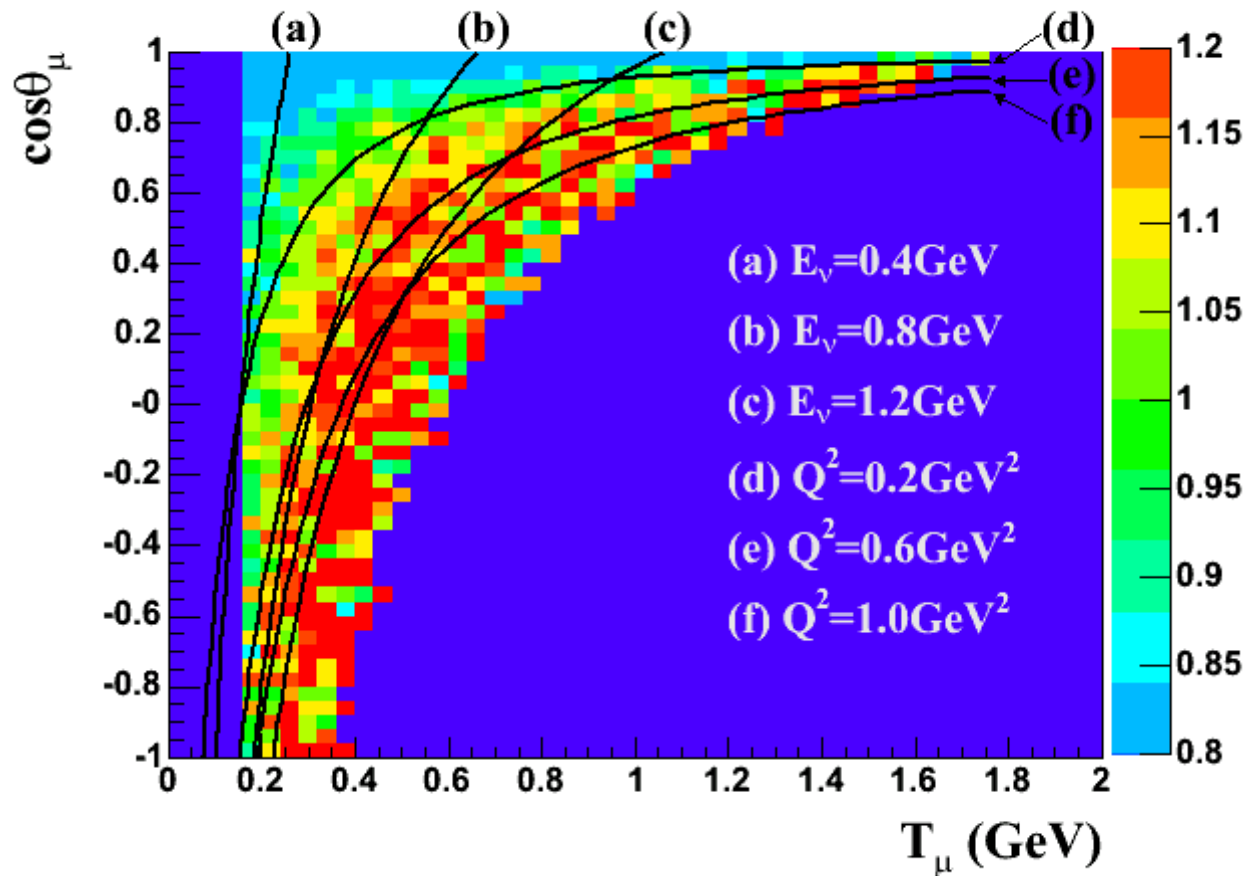 (a) (b) (c) (d)
(e)
(f)
cosθμ
1
0.8
0.6
0.4
0.2
-0
-0.2
-0.4
-0.6
-0.8
-1
0 0.2 0.4 0.6 0.8 1 1.2 1.4 1.6 1.8 2
Tμ (GeV)
(a) Eν=0.4GeV
(b) Eν=0.8GeV
(c) Eν=1.2GeV
(d) Q²=0.2GeV²
(e) Q²=0.6GeV²
(f) Q²=1.0GeV²
1.2
1.15
1.1
1.05
1
0.95
0.9
0.85
0.8